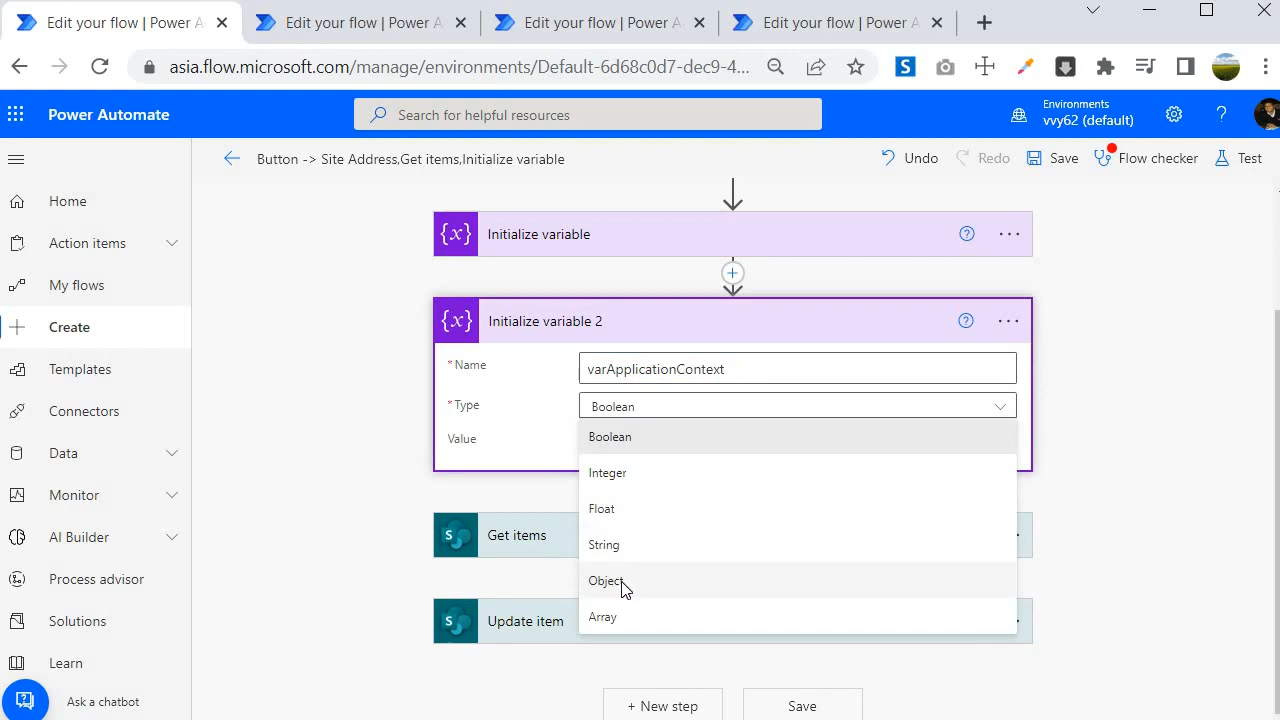 Edit your flow | Power A
Edit your flow | Power A
Edit your flow | Power A
Edit your flow | Power A
asia.flow.microsoft.com/manage/environments/Default-6d68c0d7-dec9-4...
Power Automate
Search for helpful resources
Environments
vvy62 (default)
Button -> Site Address,Get items,Initialize variable
Undo
Redo
Save
Flow checker
Test
Home
Action items
My flows
Create
Templates
Connectors
Data
Monitor
AI Builder
Process advisor
Solutions
Learn
Ask a chatbot
{x} Initialize variable
{x} Initialize variable 2
*Name
varApplicationContext
*Type
Boolean
Value
Boolean
Integer
Float
String
Object
Array
S Get items
S Update item
+ New step
Save